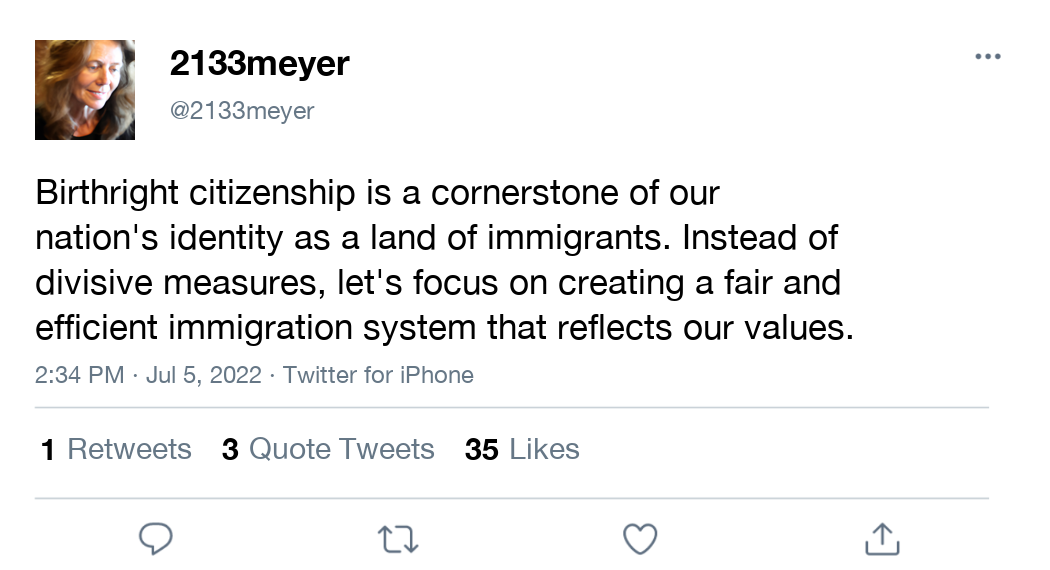 2133meyer
@2133meyer
Birthright citizenship is a cornerstone of our
nation's identity as a land of immigrants. Instead of
divisive measures, let's focus on creating a fair and
efficient immigration system that reflects our values.
2:34 PM · Jul 5, 2022 · Twitter for iPhone
1 Retweets 3 Quote Tweets 35 Likes